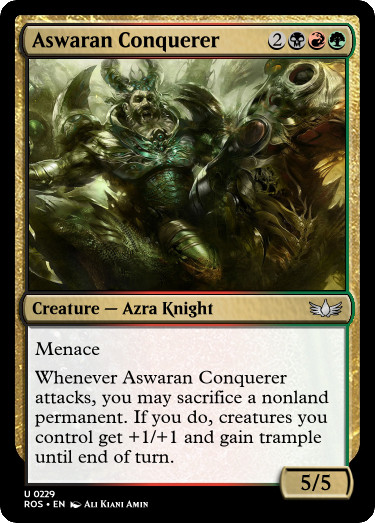 Aswaran Conquerer 2
Creature — Azra Knight
Menace
Whenever Aswaran Conquerer
attacks, you may sacrifice a nonland
permanent. If you do, creatures you
control get +1/+1 and gain trample
until end of turn.
5/5
U 0229
ROS • EN Ali Kiani Amin